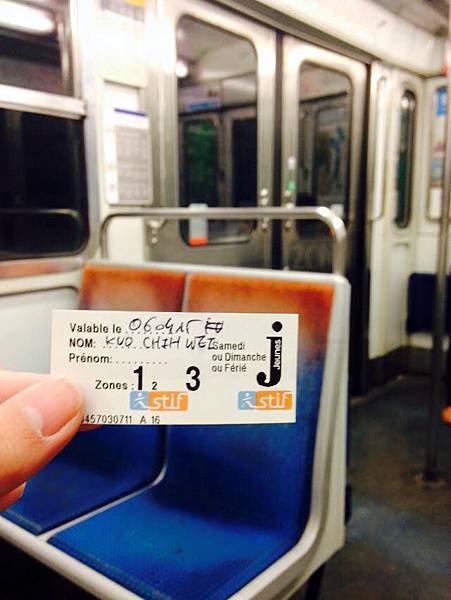 Valable le 06 04 15
NOM: KUO CHIH WEI
Prénom:
Samedi
ou Dimanche
ou Férié
j Jeunes
Zones: 1 2 3
stif stif
457030711 A 16